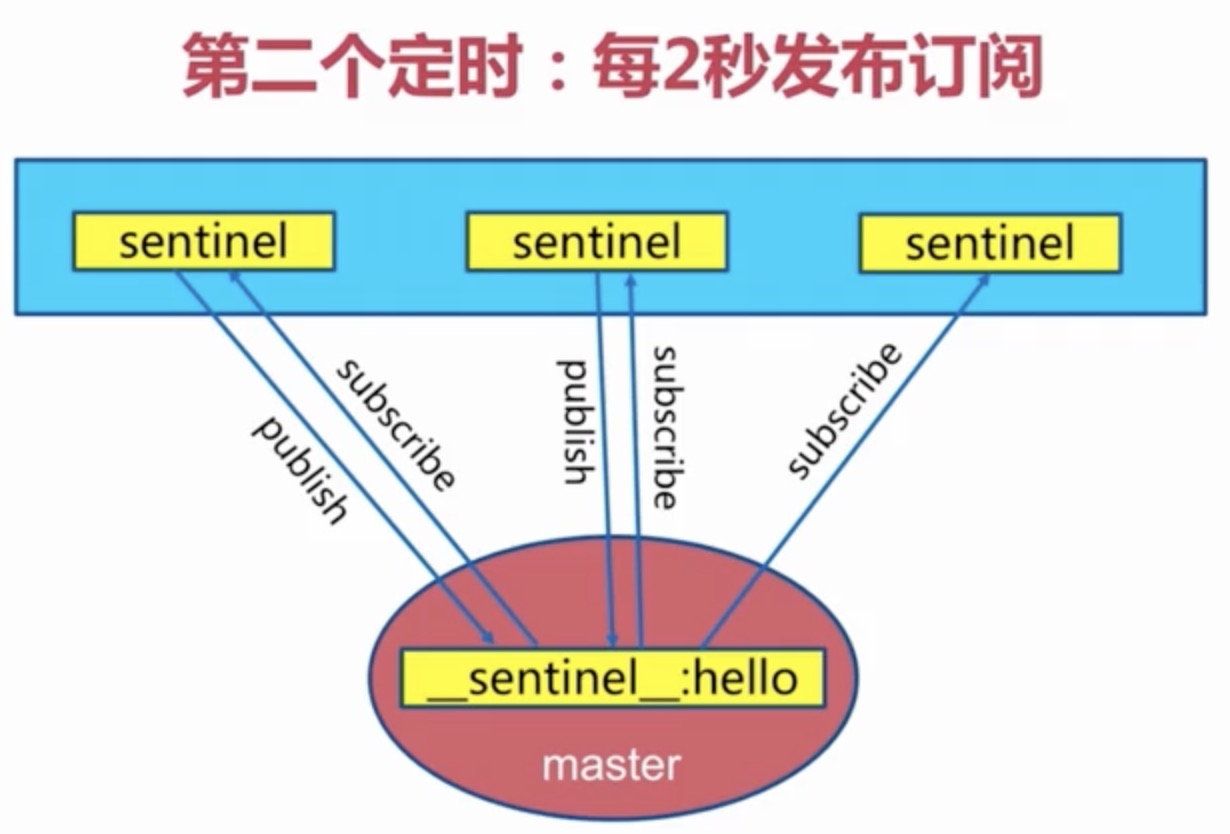 第二个定时：每2秒发布订阅
sentinel
sentinel
sentinel
publish
subscribe
publish
subscribe
subscribe
__sentinel__:hello
master